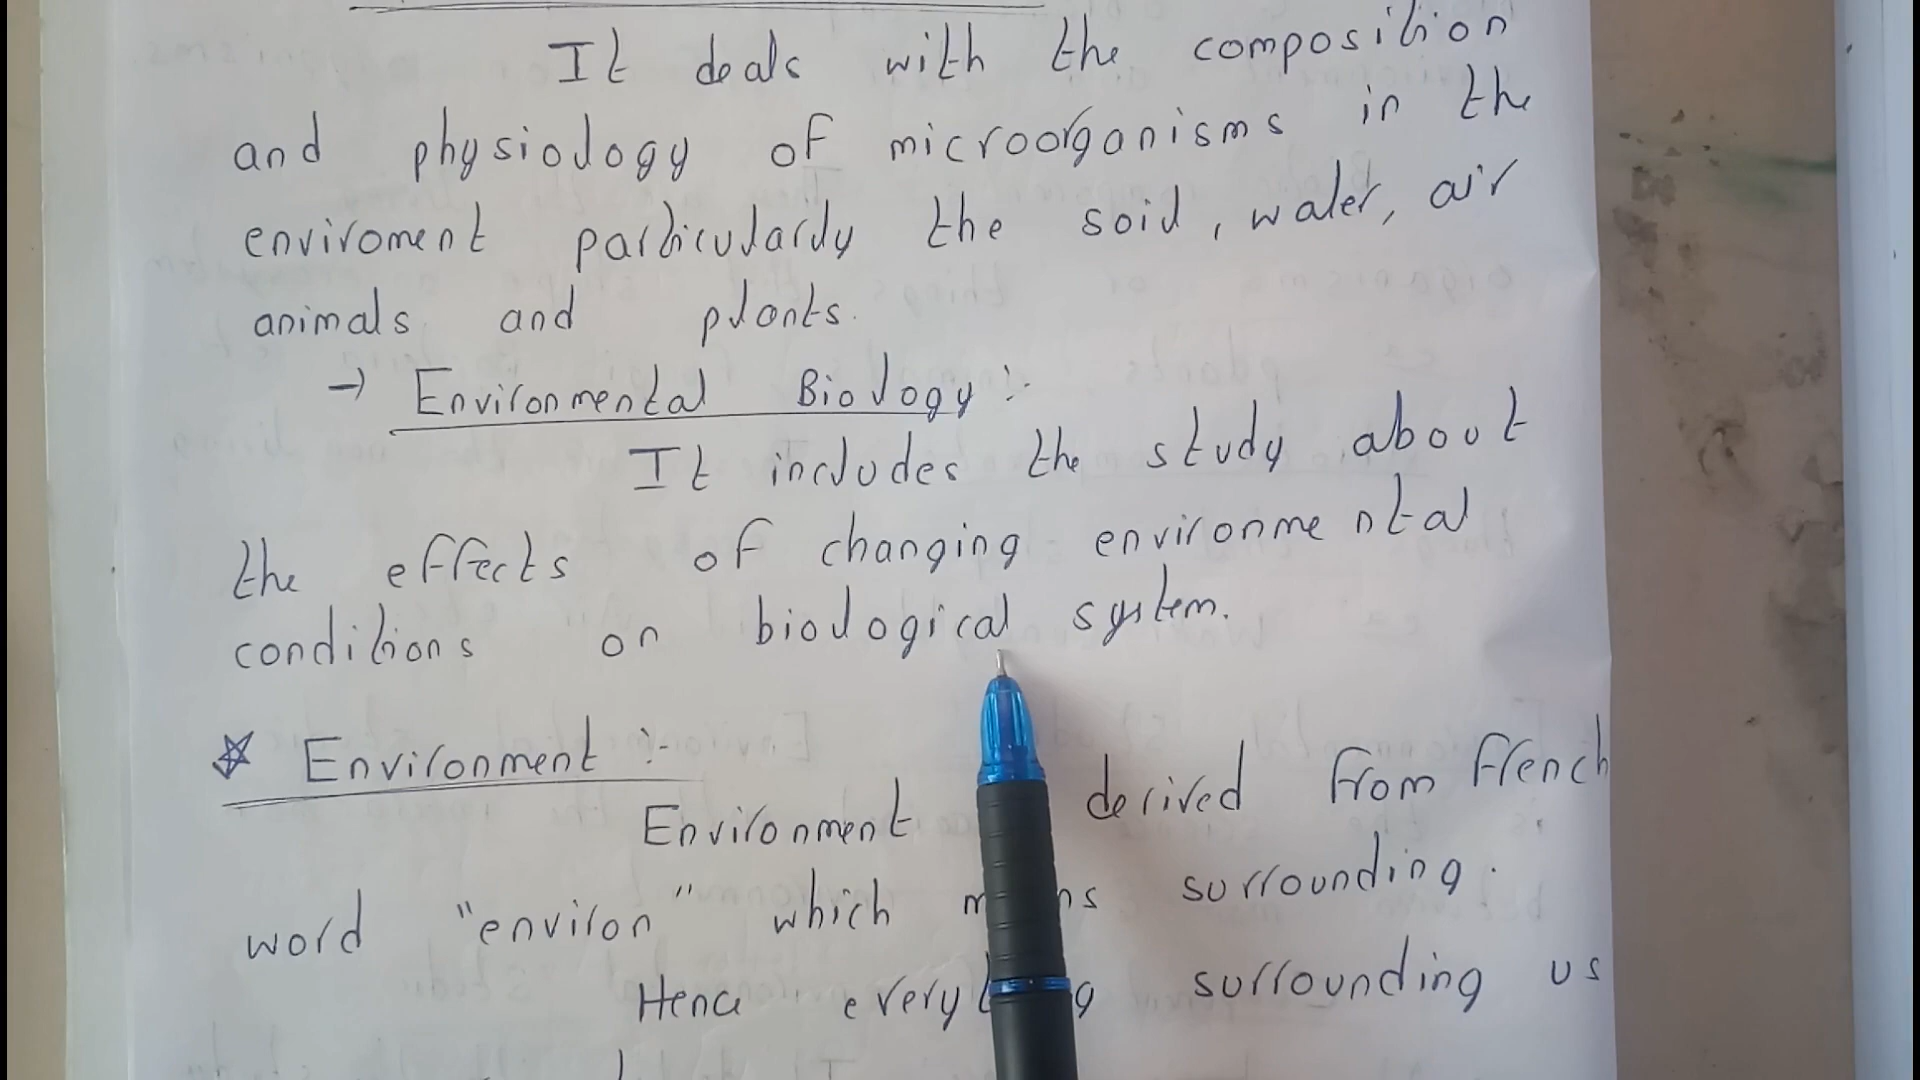 It deals with the composition
and physiology of microorganisms in the
enviroment particularly the soil, water, air
animals and plants.
→ Environmental Biology :-
It includes the study about
the effects of changing environmental
conditions on biological system.
☆ Environment :-
Environment derived from French
word "environ" which surrounding.
Hence surrounding us